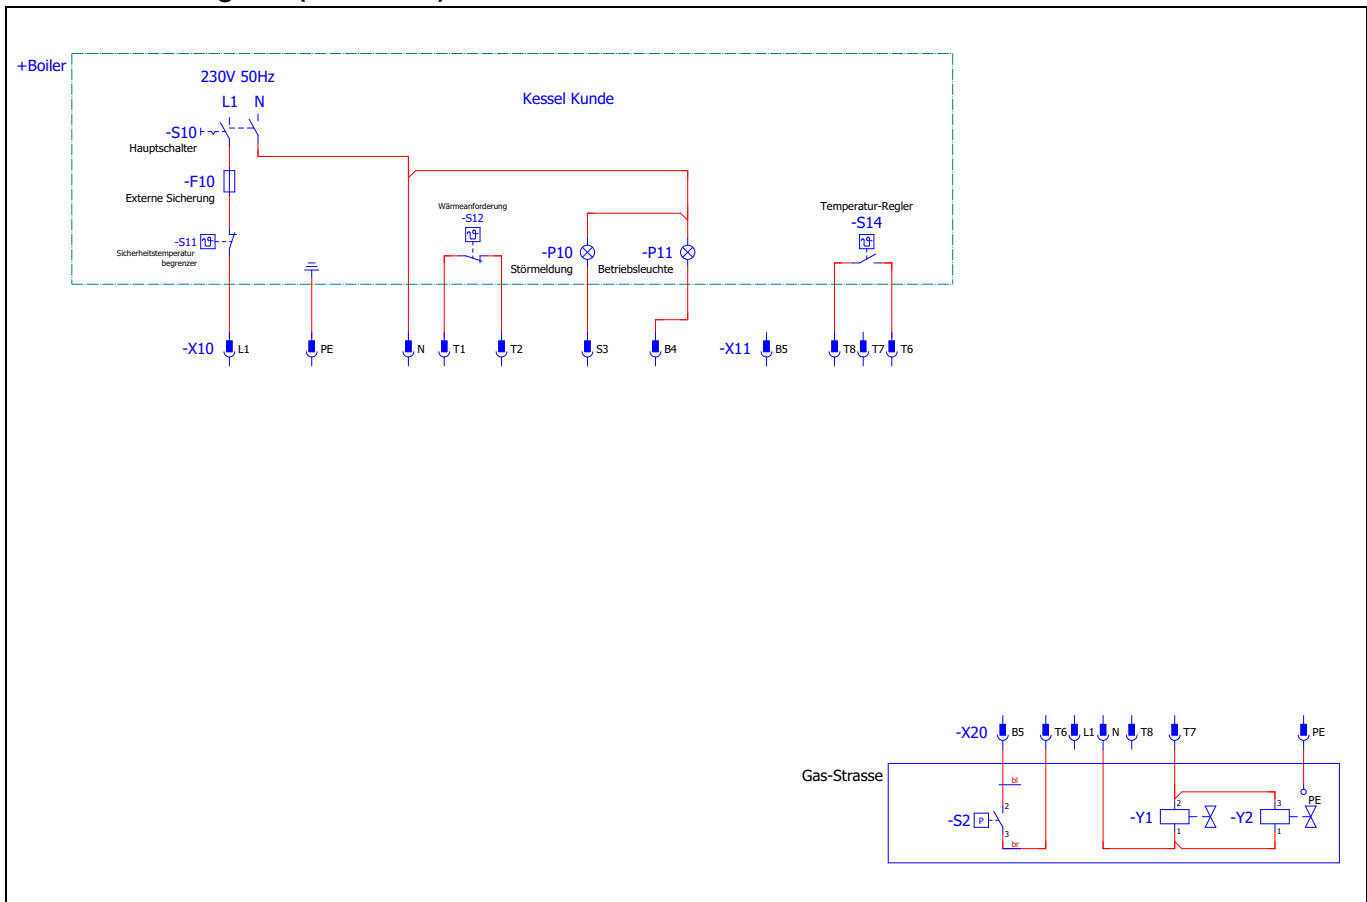 +Boiler
230V 50Hz
L1 N
Kessel Kunde
-S10
Hauptschalter
-F10
Externe Sicherung
Wärmeanforderung
-S12
Temperatur-Regler
-S14
-S11
Sicherheitstemperatur
begrenzer
-P10
Störmeldung
-P11
Betriebsleuchte
-X10 L1 PE N T1 T2 S3 B4 -X11 B5 T8 T7 T6
-X20 B5 T6 L1 N T8 T7 PE
Gas-Strasse
bl
2
-S2 P
3
br
2
-Y1
1
3
-Y2
1
PE